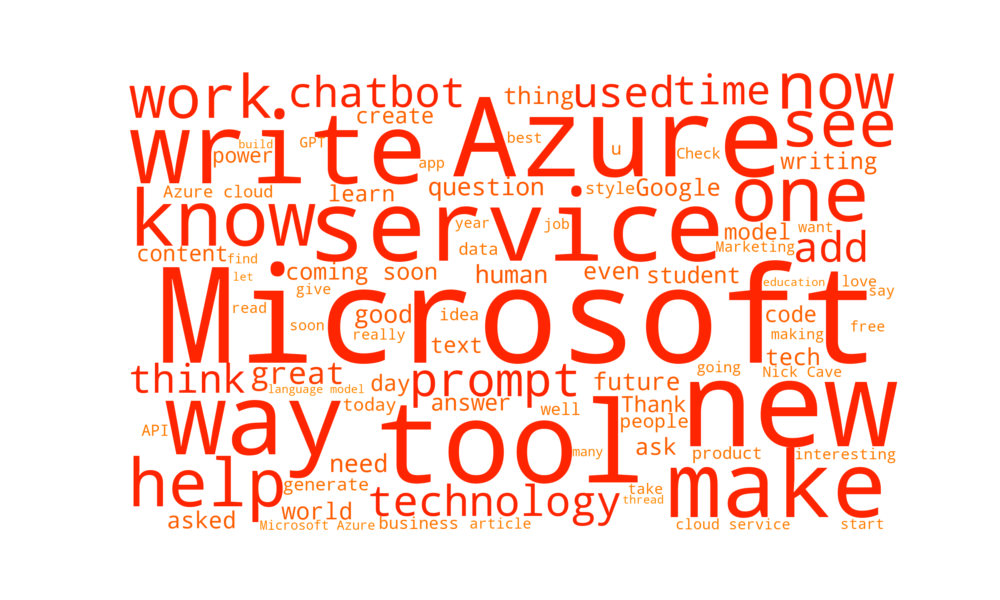 work chatbot thing used time now
create
write Azure see
build GPT best u Check
power app writing
Azure cloud learn question style Google one
know service year job model want
content find data Marketing add
let coming soon human even student education love
Microsoft give say
read soon good idea code free
really text making
think great language model day prompt future going tech Nick Cave
way today answer well Thank new
API tool many people ask product interesting
help generate need make
technology take thread
asked world Microsoft Azure business article cloud service start